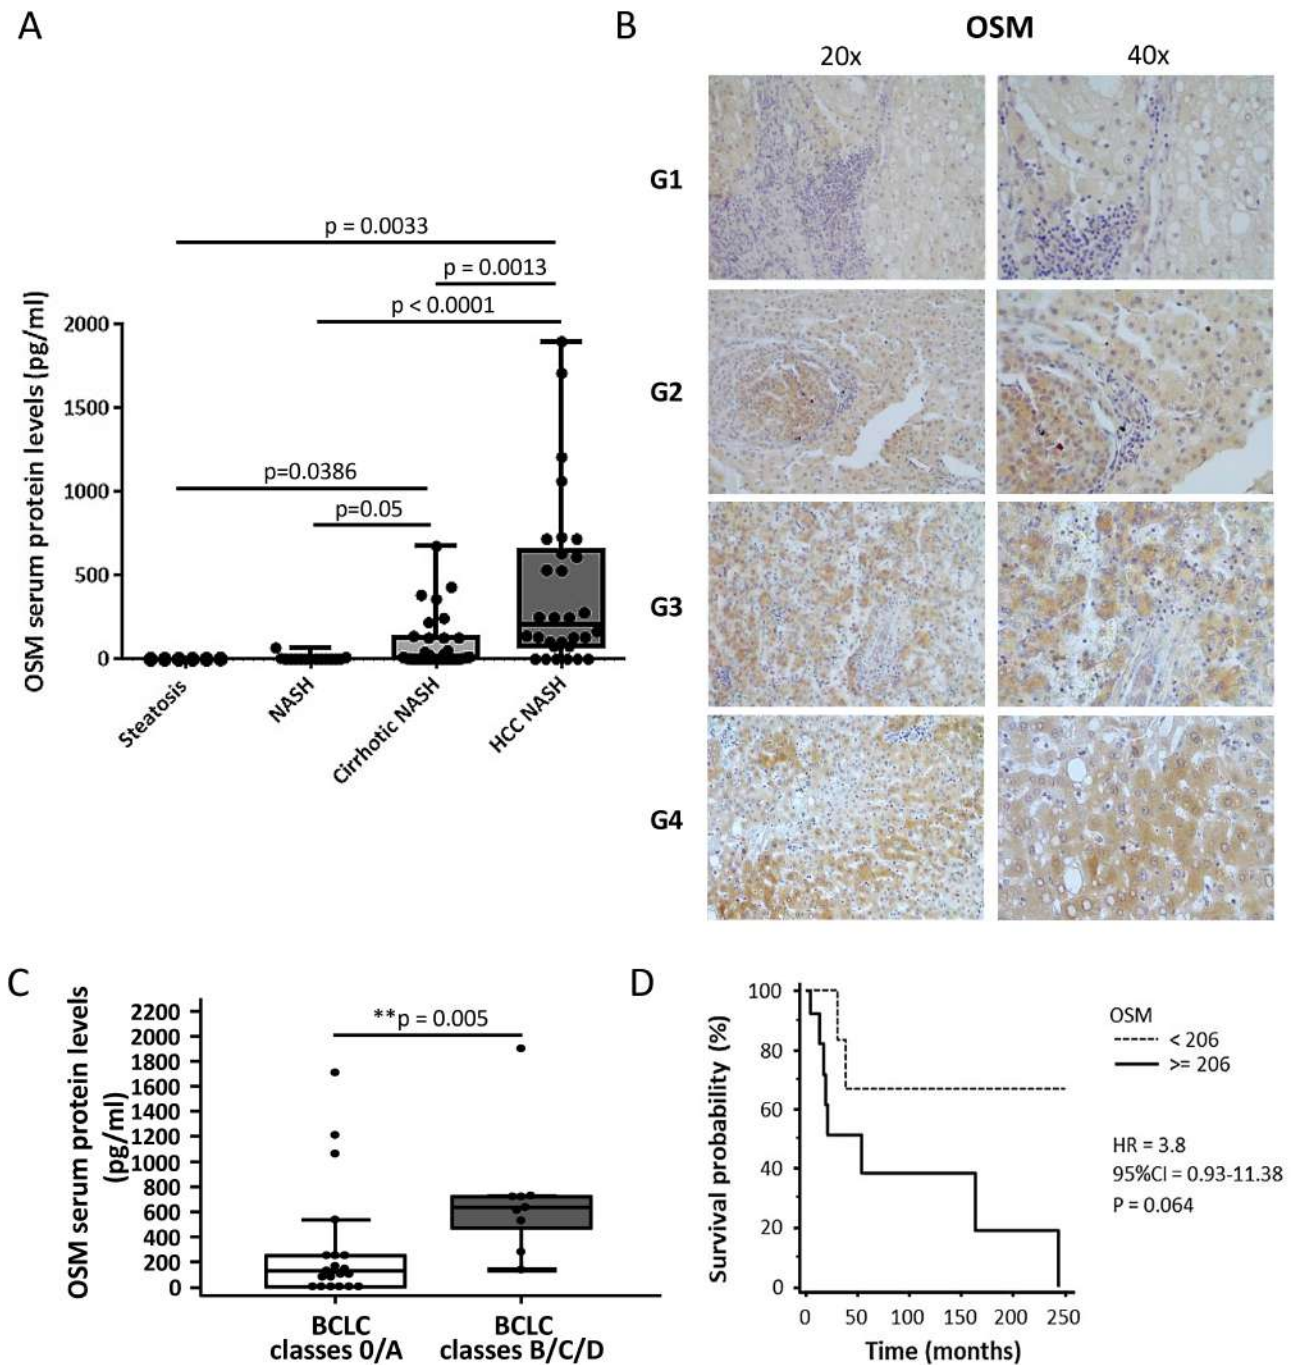 A
p = 0.0033
p = 0.0013
p < 0.0001
p=0.0386
p=0.05
OSM serum protein levels (pg/ml)
2000
1500
1000
500
0
Steatosis
NASH
Cirrhotic NASH
HCC NASH
B
OSM
20x
40x
G1
G2
G3
G4
C
OSM serum protein levels
(pg/ml)
2200
2000
1800
1600
1400
1200
1000
800
600
400
200
0
**p = 0.005
BCLC
classes 0/A
BCLC
classes B/C/D
D
Survival probability (%)
100
80
60
40
20
0
0
50
100
150
200
250
Time (months)
OSM
< 206
>= 206
HR = 3.8
95%CI = 0.93-11.38
P = 0.064